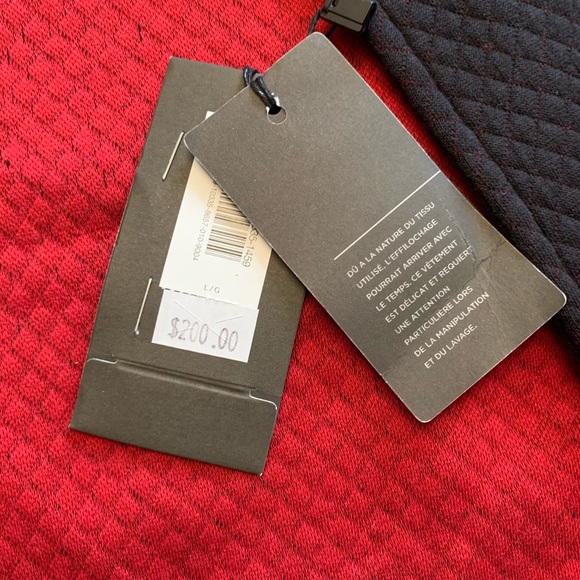 L/G
$200.00
DÛ A LA NATURE DU TISSU
UTILISÉ, L'EFFILOCHAGE
POURRAIT ARRIVER AVEC
LE TEMPS. CE VÊTEMENT
EST DÉLICAT ET REQUIERT
UNE ATTENTION
PARTICULIÈRE LORS
DE LA MANIPULATION
ET DU LAVAGE.